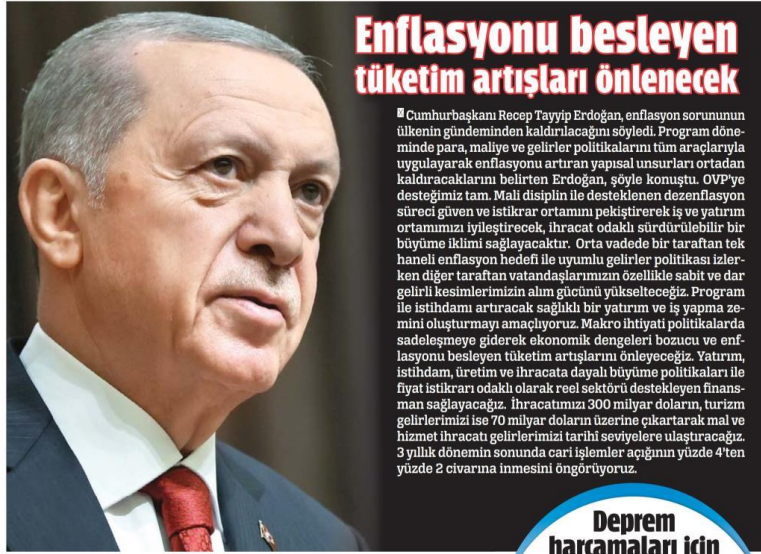 Enflasyonu besleyen
tüketim artışları önlenecek
Cumhurbaşkanı Recep Tayyip Erdoğan, enflasyon sorununun
ülkenin gündeminden kaldırılacağını söyledi. Program döne-
minde para, maliye ve gelirler politikalarını tüm araçlarıyla
uygulayarak enflasyonu artıran yapısal unsurları ortadan
kaldıracaklarını belirten Erdoğan, şöyle konuştu. OVP'ye
desteğimiz tam. Mali disiplin ile desteklenen dezenflasyon
süreci güven ve istikrar ortamını pekiştirerek iş ve yatırım
ortamımızı iyileştirecek, ihracat odaklı sürdürülebilir bir
büyüme iklimi sağlayacaktır. Orta vadede bir taraftan tek
haneli enflasyon hedefi ile uyumlu gelirler politikası izler-
ken diğer taraftan vatandaşlarımızın özellikle sabit ve dar
gelirli kesimlerimizin alım gücünü yükselteceğiz. Program
ile istihdamı artıracak sağlıklı bir yatırım ve iş yapma ze-
mini oluşturmayı amaçlıyoruz. Makro ihtiyati politikalarda
sadeleşmeye giderek ekonomik dengeleri bozucu ve enf-
lasyonu besleyen tüketim artışlarını önleyeceğiz. Yatırım,
istihdam, üretim ve ihracata dayalı büyüme politikaları ile
fiyat istikrarı odaklı olarak reel sektörü destekleyen finans-
man sağlayacağız. İhracatımızı 300 milyar doların, turizm
gelirlerimizi ise 70 milyar doların üzerine çıkartarak mal ve
hizmet ihracatı gelirlerimizi tarihî seviyelere ulaştıracağız.
3 yıllık dönemin sonunda cari işlemler açığının yüzde 4'ten
yüzde 2 civarına inmesini öngörüyoruz.
Deprem
harcamaları için